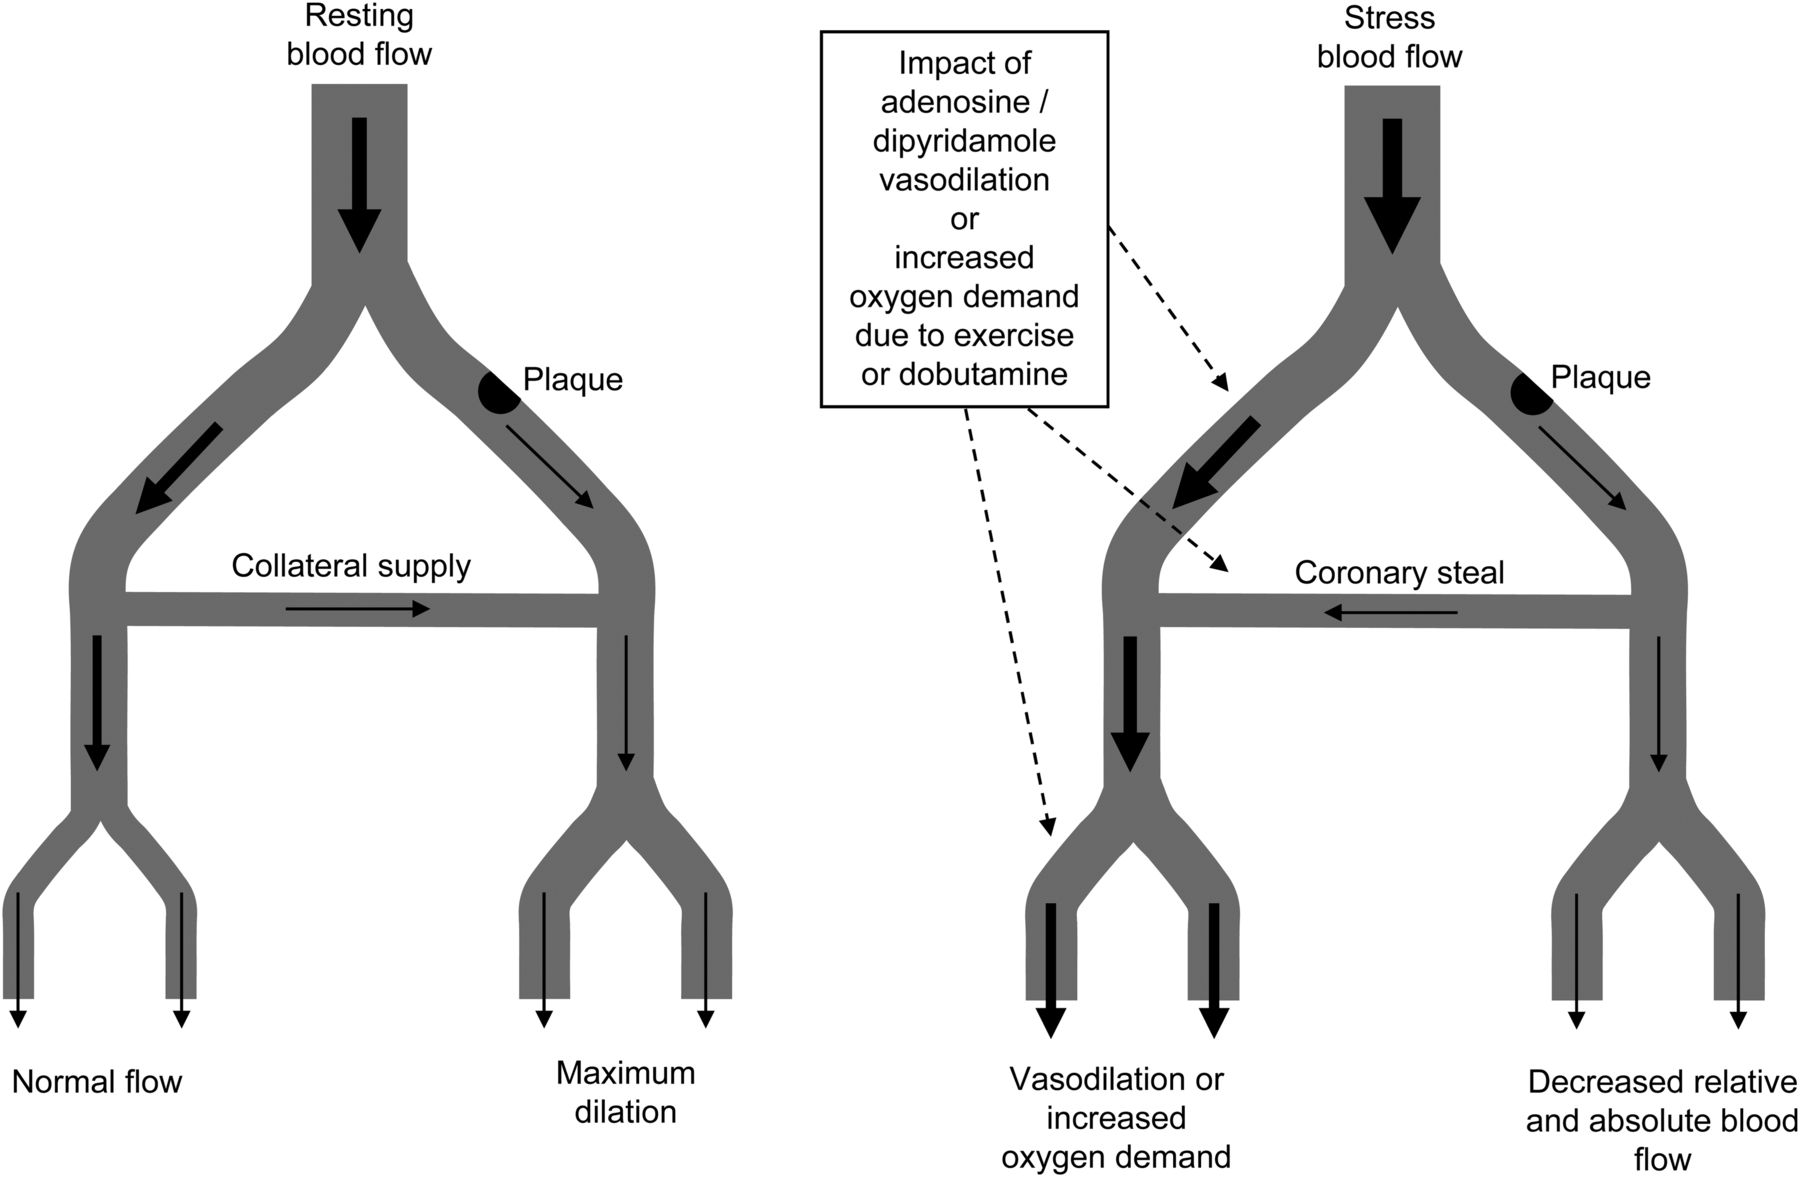 Resting
blood flow
Plaque
Collateral supply
Normal flow
Maximum
dilation
Impact of
adenosine /
dipyridamole
vasodilation
or
increased
oxygen demand
due to exercise
or dobutamine
Stress
blood flow
Plaque
Coronary steal
Vasodilation or
increased
oxygen demand
Decreased relative
and absolute blood
flow